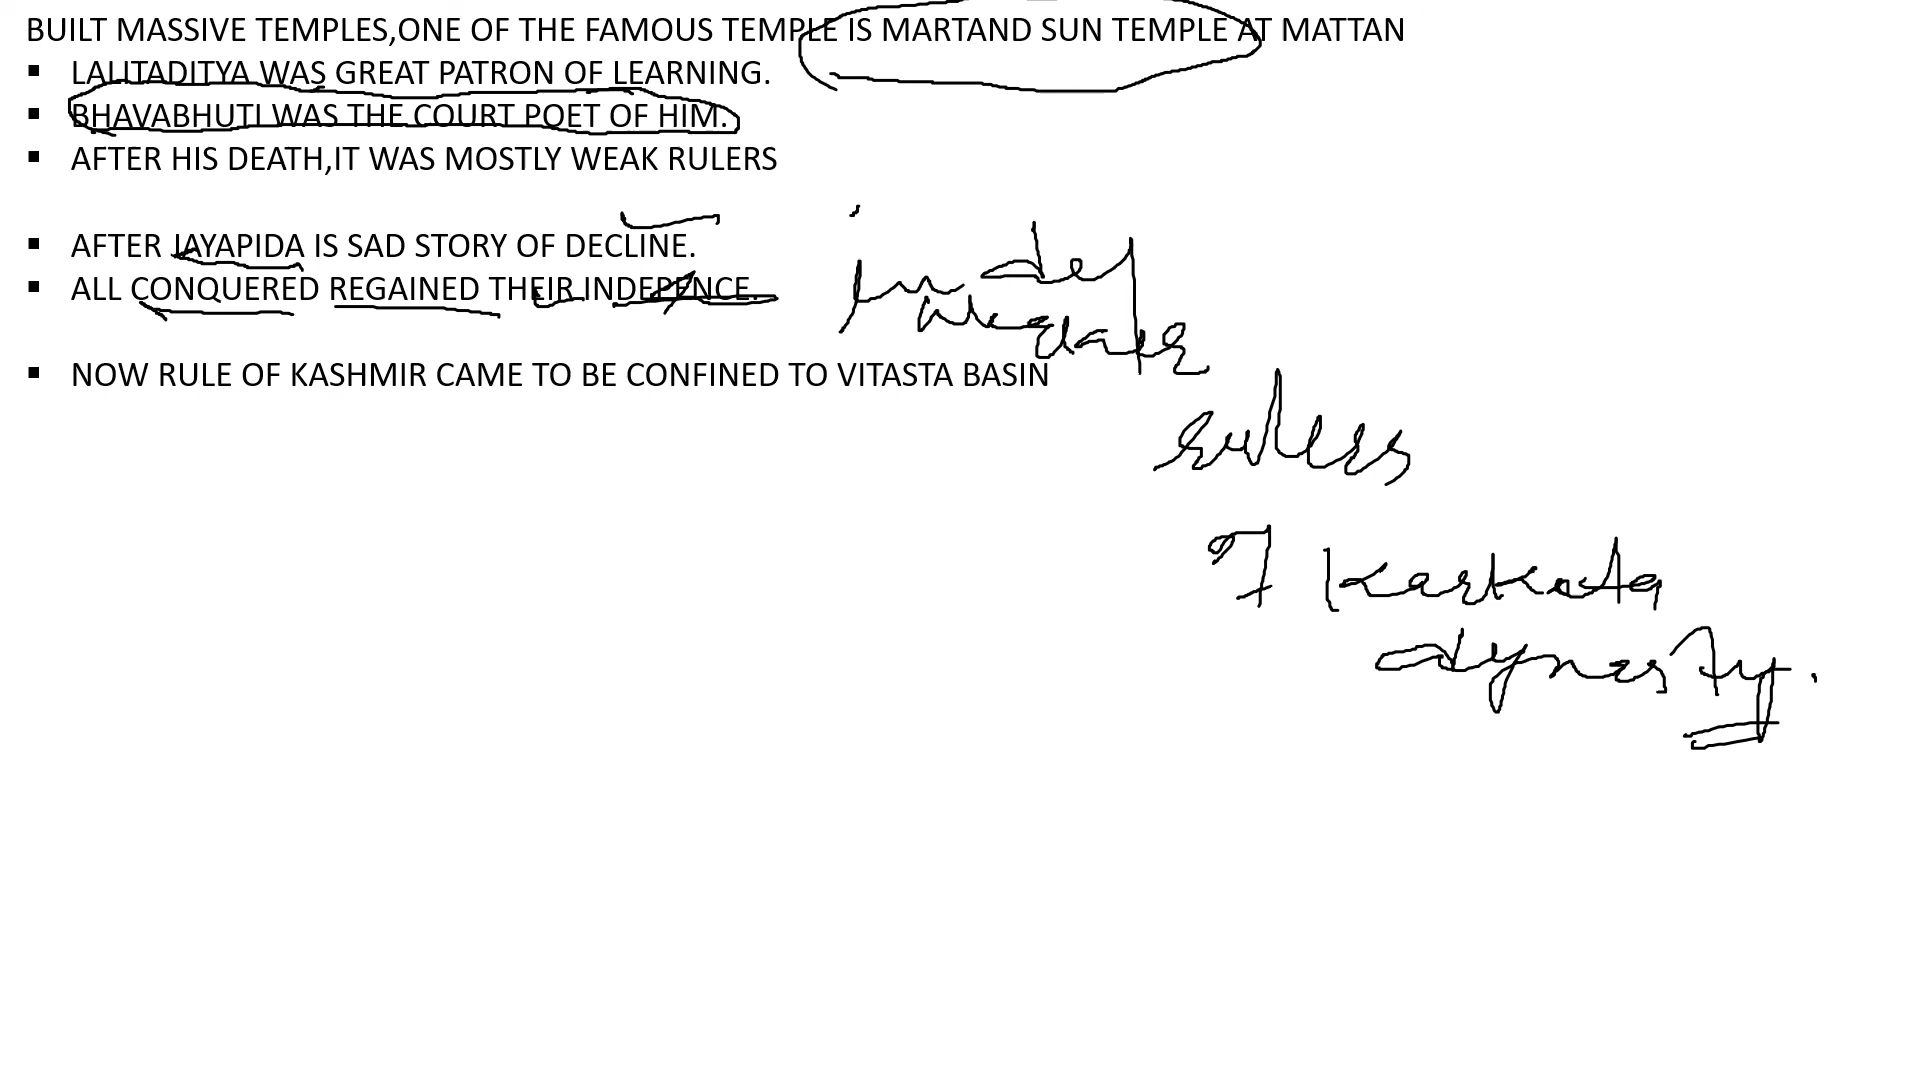 BUILT MASSIVE TEMPLES,ONE OF THE FAMOUS TEMPLE IS MARTAND SUN TEMPLE AT MATTAN
▪ LALITADITYA WAS GREAT PATRON OF LEARNING.
▪ BHAVABHUTI WAS THE COURT POET OF HIM.
▪ AFTER HIS DEATH,IT WAS MOSTLY WEAK RULERS
▪ AFTER JAYAPIDA IS SAD STORY OF DECLINE.
▪ ALL CONQUERED REGAINED THEIR INDEPENCE.
▪ NOW RULE OF KASHMIR CAME TO BE CONFINED TO VITASTA BASIN
rulers
of Karkota
dynasty.